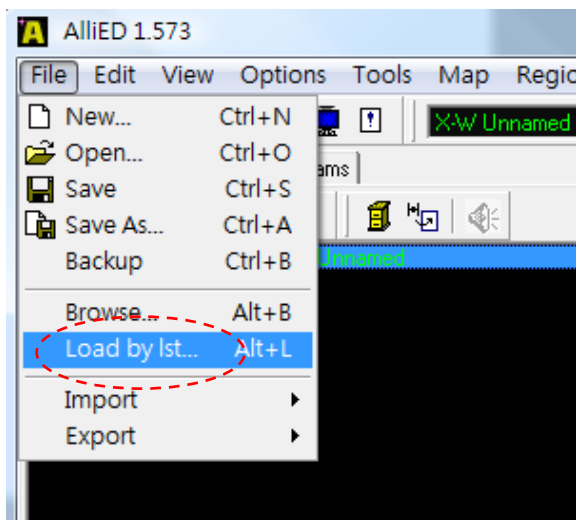 AlliED 1.573
File Edit View Options Tools Map Regio
New... Ctrl+N
X-W Unnamed
Open... Ctrl+O
ams
Save Ctrl+S
Save As... Ctrl+A
Backup Ctrl+B
Unnamed
Browse... Alt+B
Load by lst... Alt+L
Import
Export